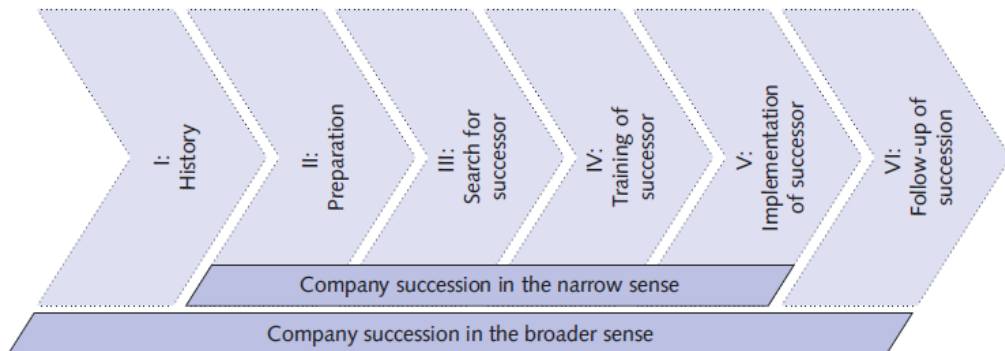 I:
History
II:
Preparation
III:
Search for
successor
IV:
Training of
successor
V:
Implementation
of successor
VI:
Follow-up of
succession
Company succession in the narrow sense
Company succession in the broader sense